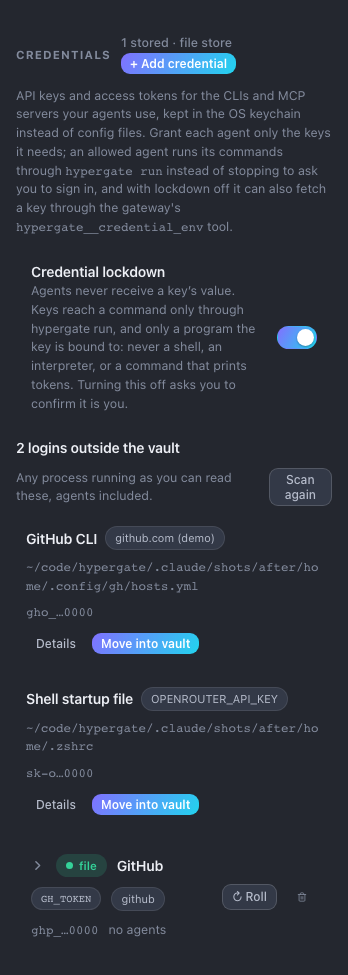 CREDENTIALS
1 stored · file store
+ Add credential
API keys and access tokens for the CLIs and MCP
servers your agents use, kept in the OS keychain
instead of config files. Grant each agent only the keys
it needs; an allowed agent runs its commands
through hypergate run instead of stopping to ask
you to sign in, and with lockdown off it can also fetch
a key through the gateway's
hypergate__credential_env tool.
Credential lockdown
Agents never receive a key's value.
Keys reach a command only through
hypergate run, and only a program the
key is bound to: never a shell, an
interpreter, or a command that prints
tokens. Turning this off asks you to
confirm it is you.
2 logins outside the vault
Any process running as you can read
these, agents included.
Scan
again
GitHub CLI
github.com (demo)
~/code/hypergate/.claude/shots/after/ho
me/.config/gh/hosts.yml
gho_…0000
Details
Move into vault
Shell startup file
OPENROUTER_API_KEY
~/code/hypergate/.claude/shots/after/ho
me/.zshrc
sk-o…0000
Details
Move into vault
file
GitHub
GH_TOKEN
github
Roll
ghp_…0000 no agents